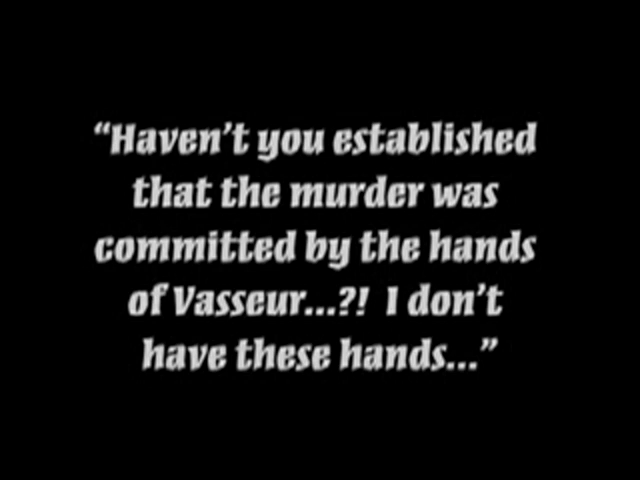 “Haven’t you established
that the murder was
committed by the hands
of Vasseur...?!  I don’t
have these hands...”